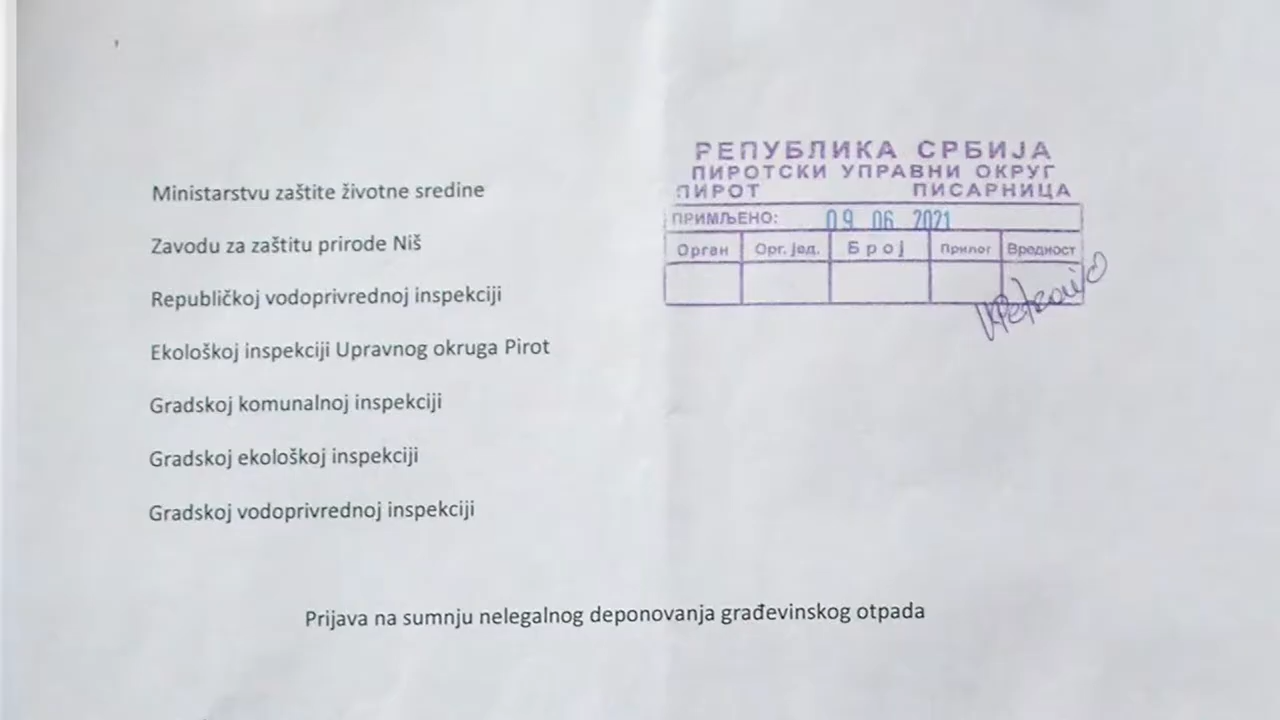 Ministarstvu zaštite životne sredine
Zavodu za zaštitu prirode Niš
Republičkoj vodoprivrednoj inspekciji
Ekološkoj inspekciji Upravnog okruga Pirot
Gradskoj komunalnoj inspekciji
Gradskoj ekološkoj inspekciji
Gradskoj vodoprivrednoj inspekciji
РЕПУБЛИКА СРБИЈА
ПИРОТСКИ УПРАВНИ ОКРУГ
ПИРОТ ПИСАРНИЦА
ПРИМЉЕНО: 09 06 2021
Орган Орг. јед. Број Прилог Вредност
Prijava na sumnju nelegalnog deponovanja građevinskog otpada